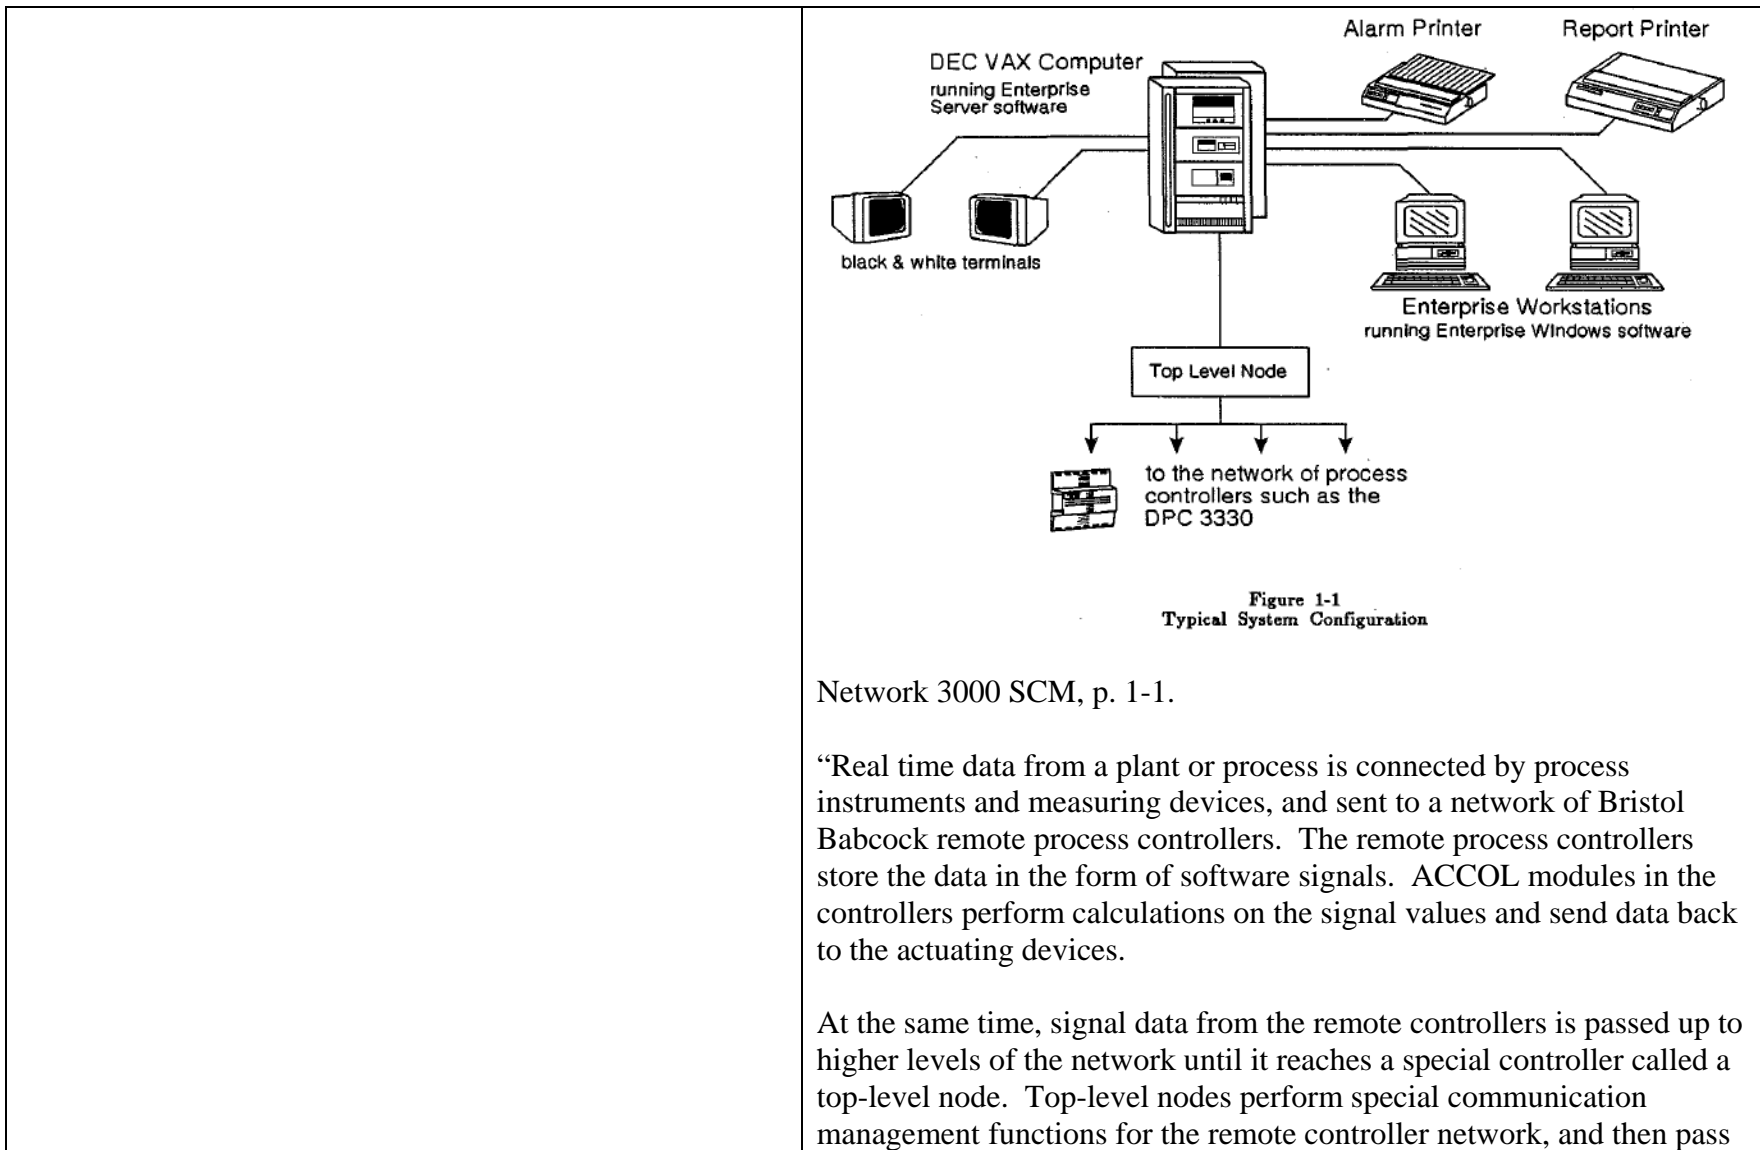 Alarm Printer
Report Printer
DEC VAX Computer
running Enterprise
Server software
black & white terminals
Enterprise Workstations
running Enterprise Windows software
Top Level Node
to the network of process
controllers such as the
DPC 3330
Figure 1-1
Typical System Configuration
Network 3000 SCM, p. 1-1.
“Real time data from a plant or process is connected by process
instruments and measuring devices, and sent to a network of Bristol
Babcock remote process controllers.  The remote process controllers
store the data in the form of software signals.  ACCOL modules in the
controllers perform calculations on the signal values and send data back
to the actuating devices.
At the same time, signal data from the remote controllers is passed up to
higher levels of the network until it reaches a special controller called a
top-level node.  Top-level nodes perform special communication
management functions for the remote controller network, and then pass